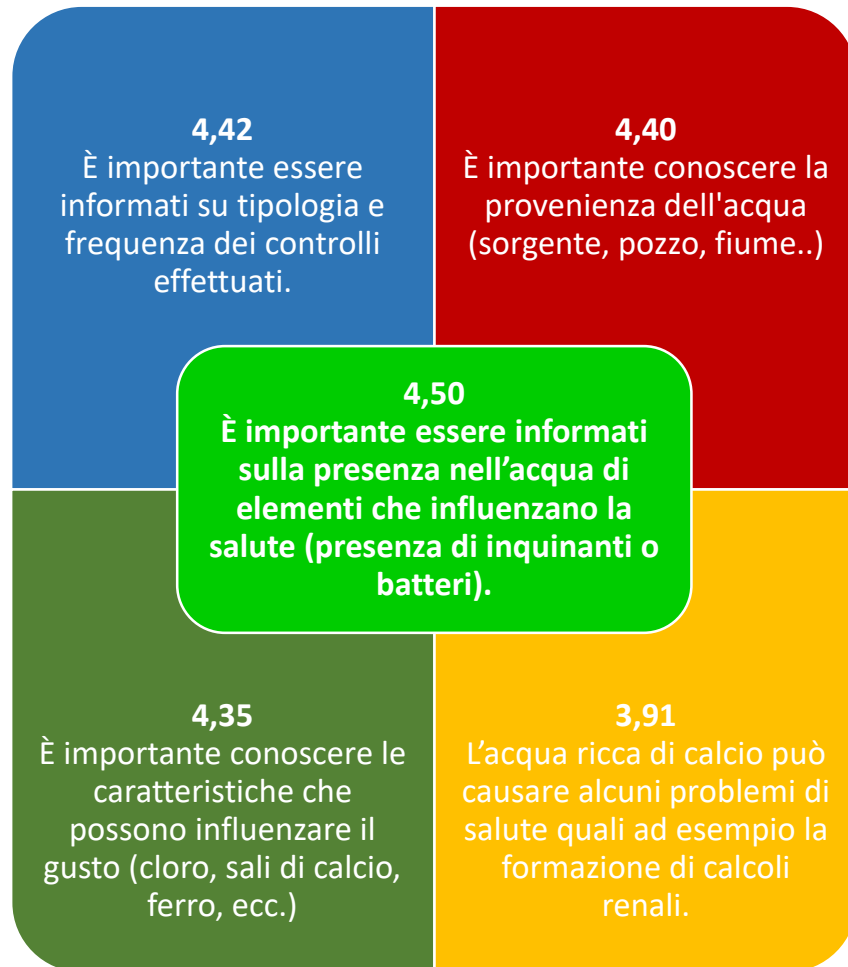 4,42
È importante essere
informati su tipologia e
frequenza dei controlli
effettuati.
4,40
È importante conoscere la
provenienza dell'acqua
(sorgente, pozzo, fiume..)
4,50
È importante essere informati
sulla presenza nell’acqua di
elementi che influenzano la
salute (presenza di inquinanti o
batteri).
4,35
È importante conoscere le
caratteristiche che
possono influenzare il
gusto (cloro, sali di calcio,
ferro, ecc.)
3,91
L’acqua ricca di calcio può
causare alcuni problemi di
salute quali ad esempio la
formazione di calcoli
renali.